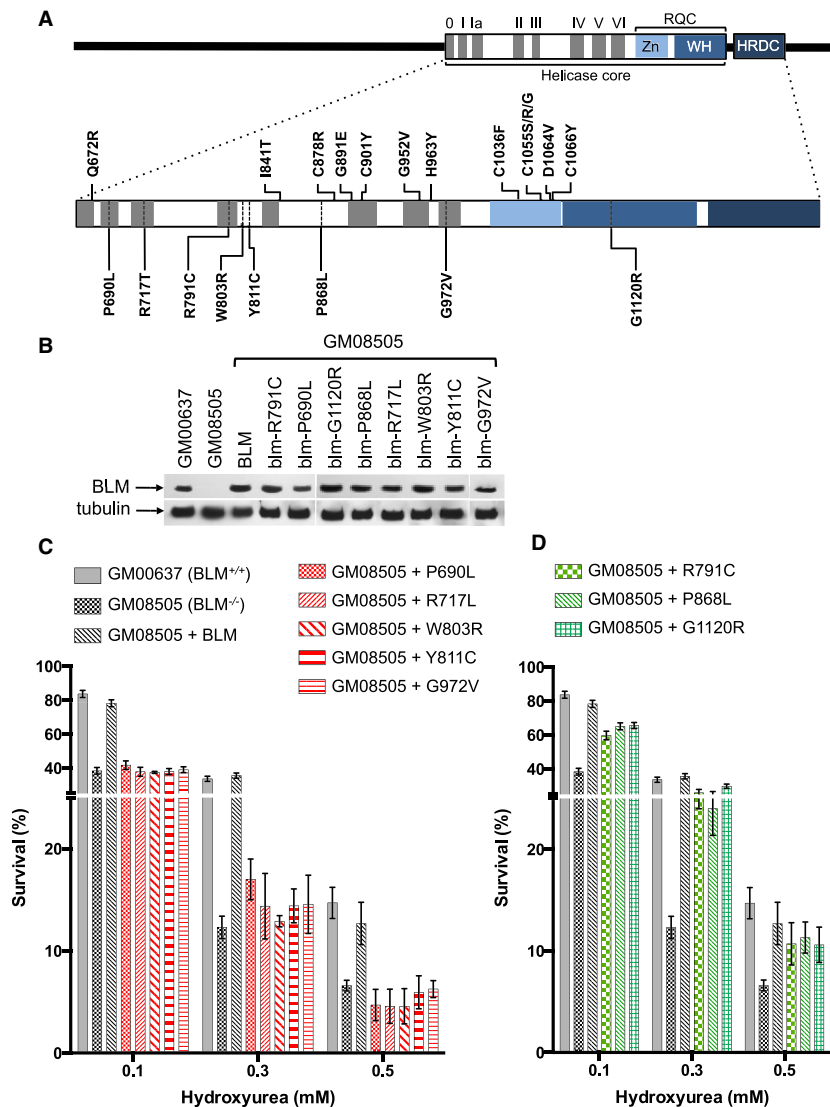 A
0 I Ia II III IV V VI RQC
Zn WH HRDC
Helicase core
Q672R I841T C878R G891E C901Y G952V H963Y C1036F C1055S/R/G D1064V C1066Y
P690L R717T R791C W803R Y811C P868L G972V G1120R
B
GM08505
GM00637 GM08505 BLM blm-R791C blm-P690L blm-G1120R blm-P868L blm-R717L blm-W803R blm-Y811C blm-G972V
BLM
tubulin
C
GM00637 (BLM+/+)
GM08505 (BLM-/-)
GM08505 + BLM
GM08505 + P690L
GM08505 + R717L
GM08505 + W803R
GM08505 + Y811C
GM08505 + G972V
100
80
60
40
20
10
0
Survival (%)
0.1 0.3 0.5
Hydroxyurea (mM)
D
GM08505 + R791C
GM08505 + P868L
GM08505 + G1120R
100
80
60
40
20
10
0
Survival (%)
0.1 0.3 0.5
Hydroxyurea (mM)